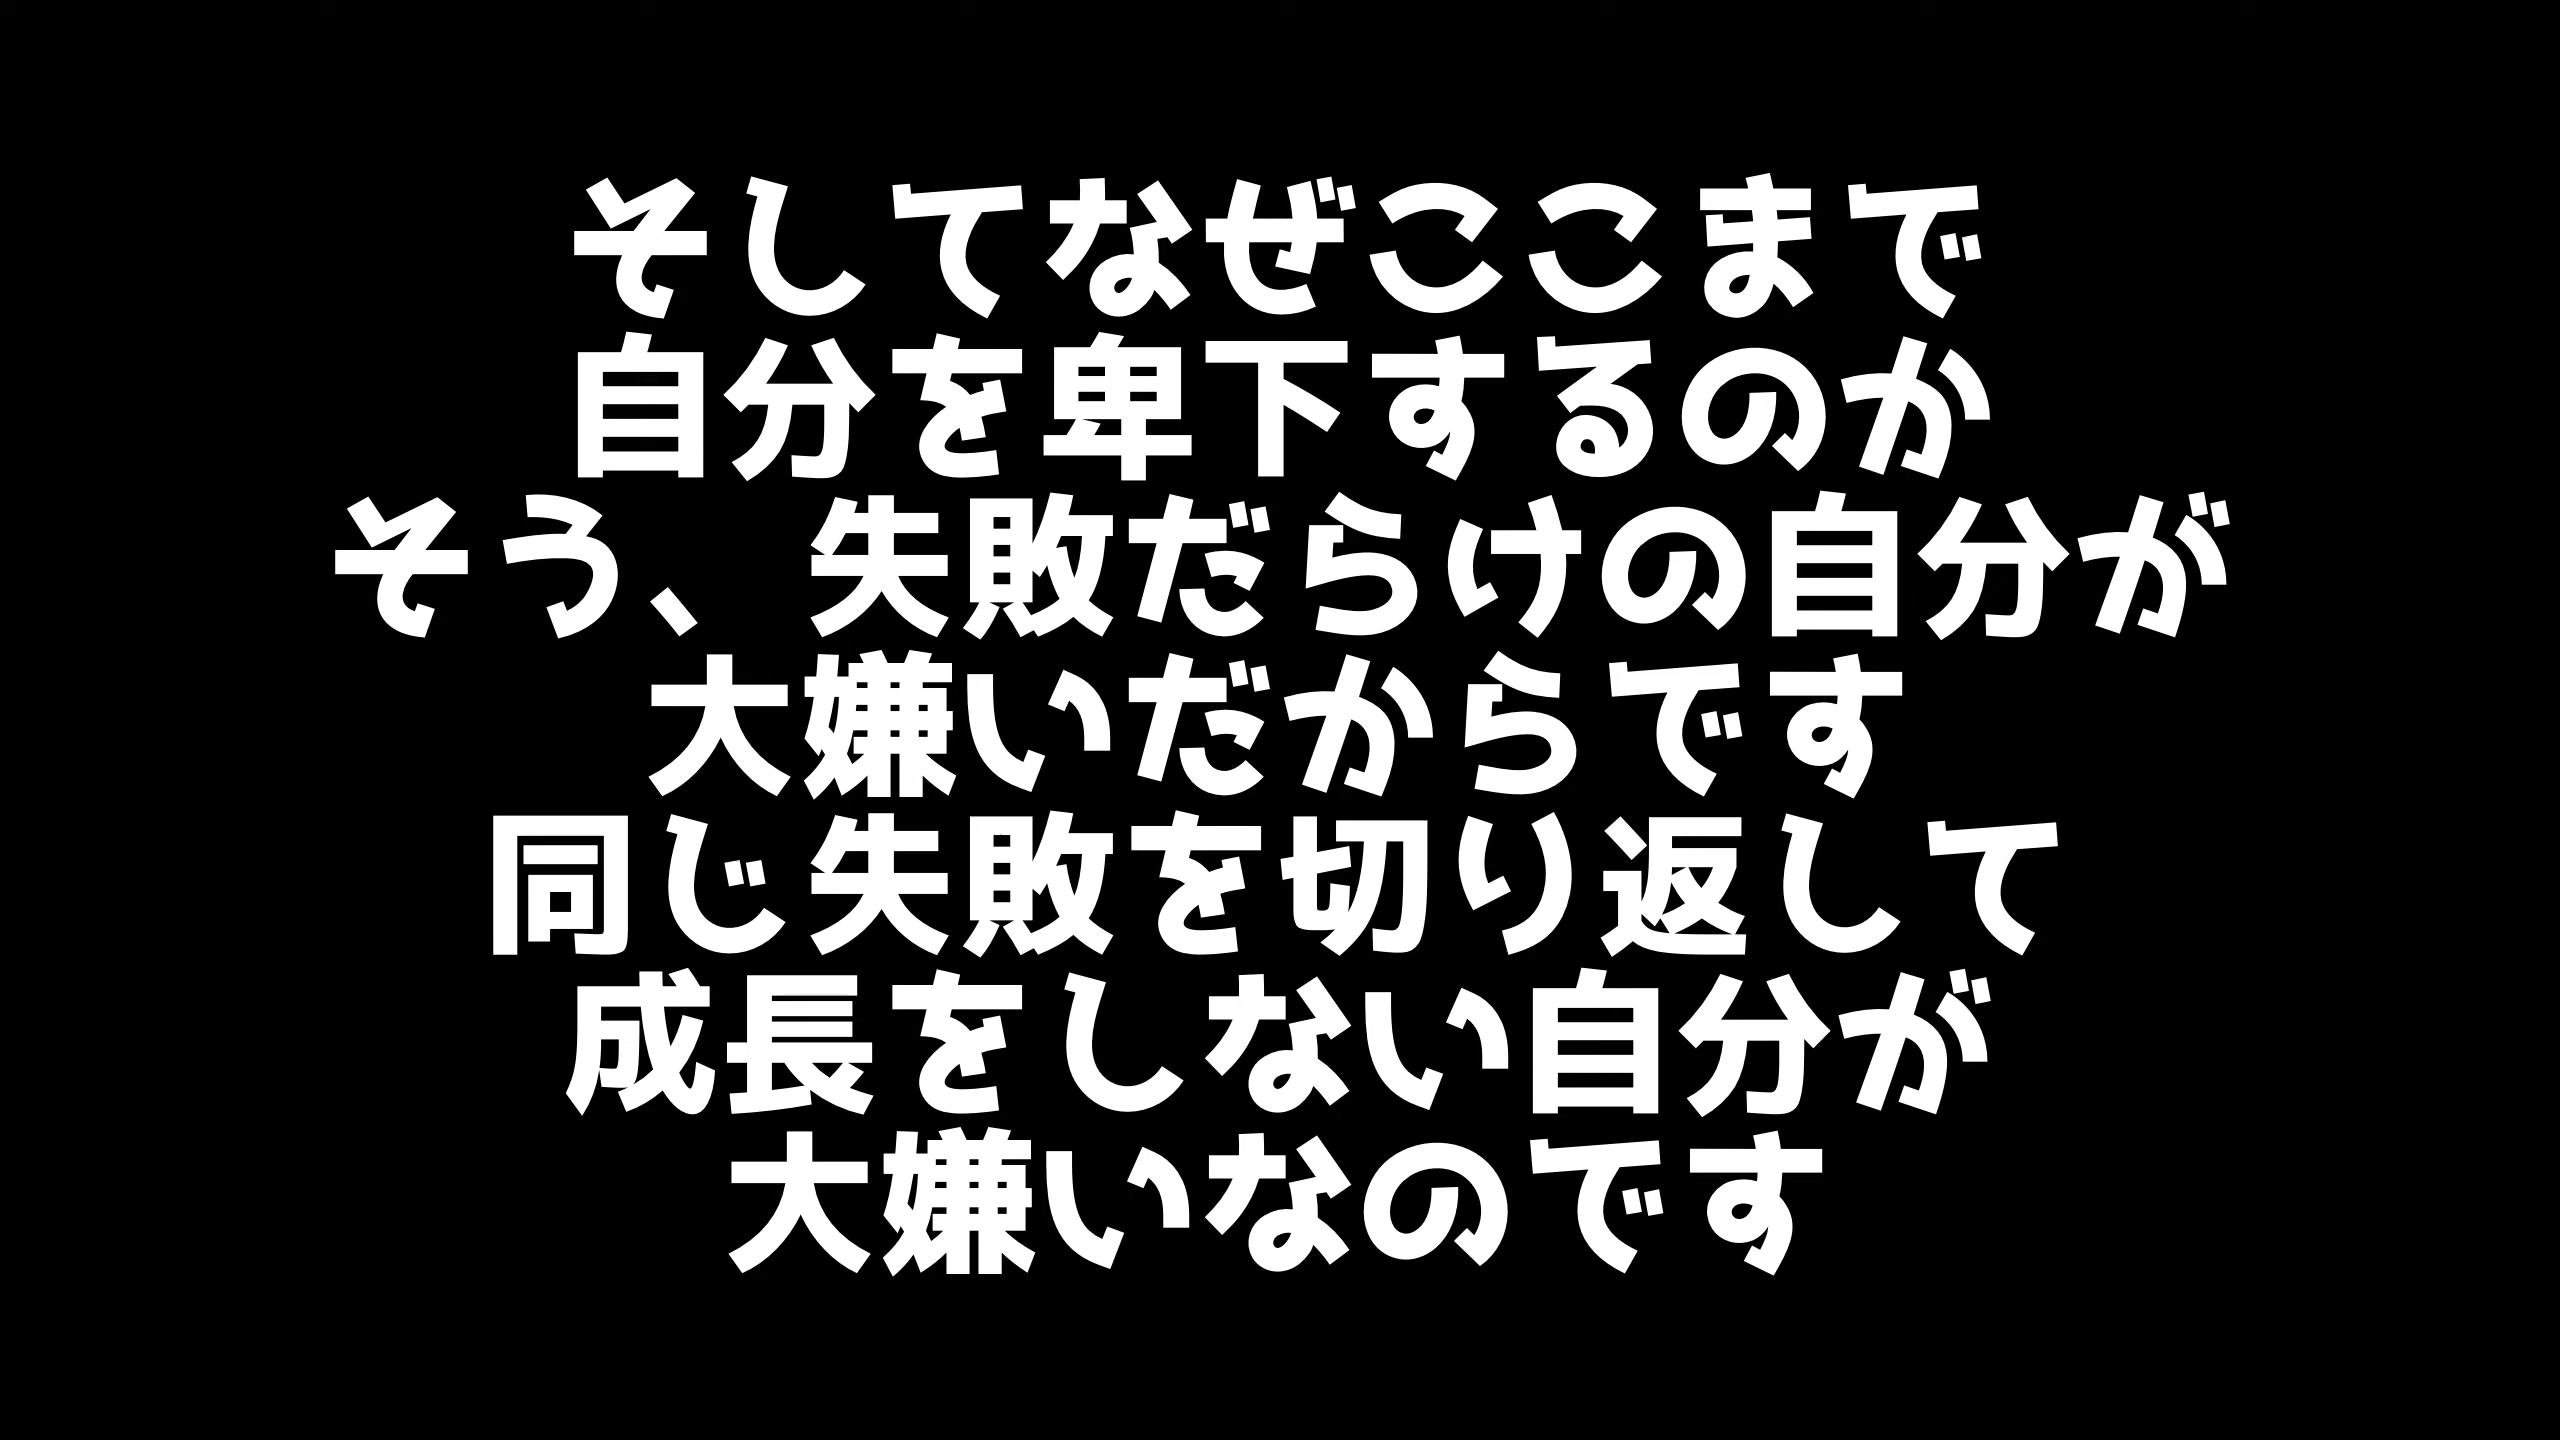 そしてなぜここまで
自分を卑下するのか
そう、失敗だらけの自分が
大嫌いだからです
同じ失敗を切り返して
成長をしない自分が
大嫌いなのです